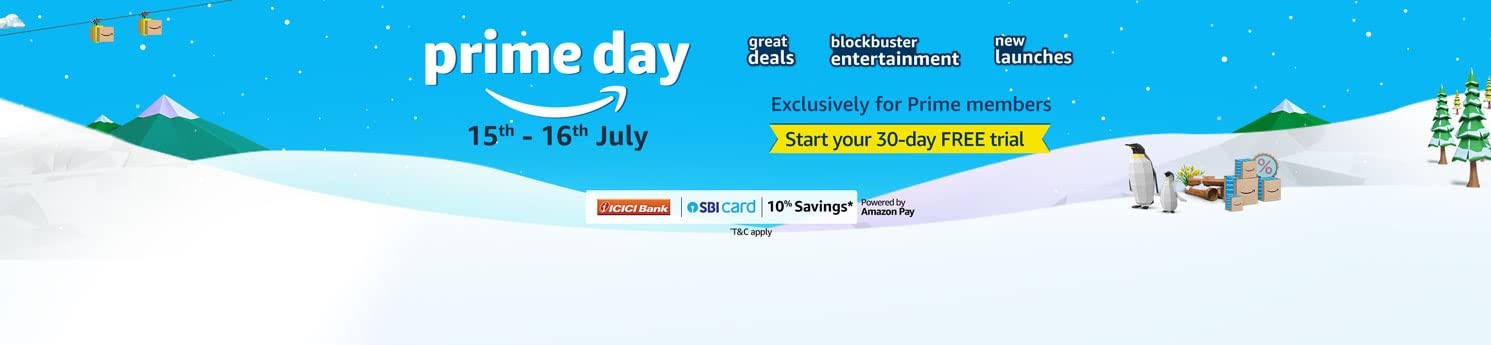 prime day
15th - 16th July
great
deals
blockbuster
entertainment
new
launches
Exclusively for Prime members
Start your 30-day FREE trial
ICICI Bank
SBI card
10% Savings*
Powered by
Amazon Pay
*T&C apply
%